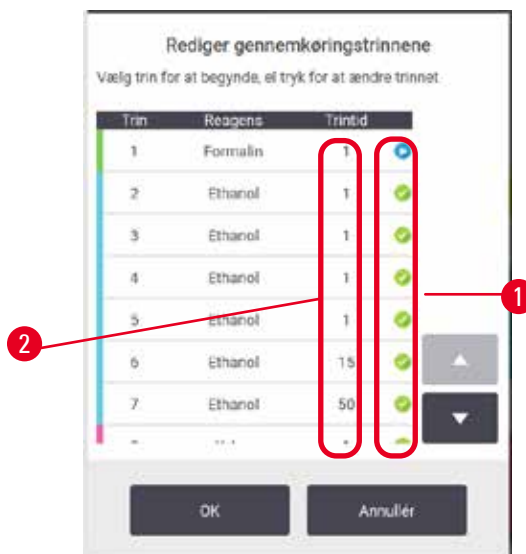 Rediger gennemkøringstrinnene
Vælg trin for at begynde, el tryk for at ændre trinnet
Trin Reagens Trintid
1 Formalin 1
2 Ethanol 1
3 Ethanol 1
4 Ethanol 1
5 Ethanol 1
6 Ethanol 15
7 Ethanol 50
OK Annullér
1
2